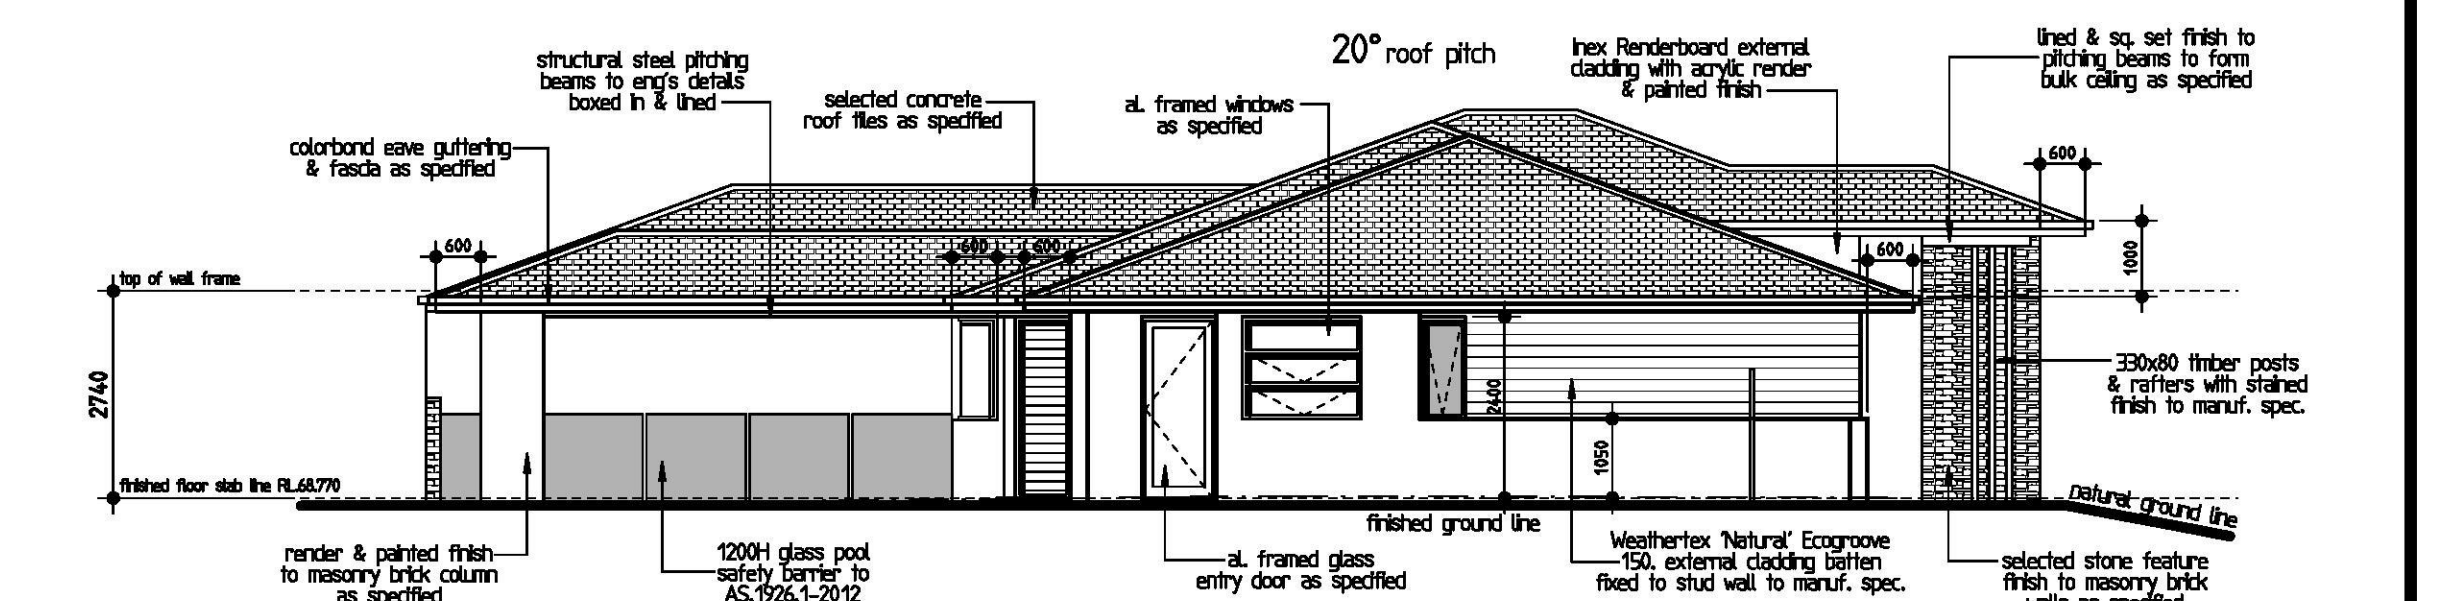 structural steel pitching
beams to eng's details
boxed in & lined
selected concrete
roof tiles as specified
colorbond eave guttering
& fascia as specified
al. framed windows
as specified
20° roof pitch
Inex Renderboard external
cladding with acrylic render
& painted finish
lined & sq. set finish to
pitching beams to form
bulk ceiling as specified
600
600
600
600
600
1000
top of wall frame
2740
finished floor slab line RL.68.770
2400
1050
330x80 timber posts
& rafters with stained
finish to manuf. spec.
natural ground line
finished ground line
render & painted finish
to masonry brick column
as specified
1200H glass pool
safety barrier to
AS.1926.1-2012
al. framed glass
entry door as specified
Weathertex 'Natural' Ecogroove
150. external cladding batten
fixed to stud wall to manuf. spec.
selected stone feature
finish to masonry brick